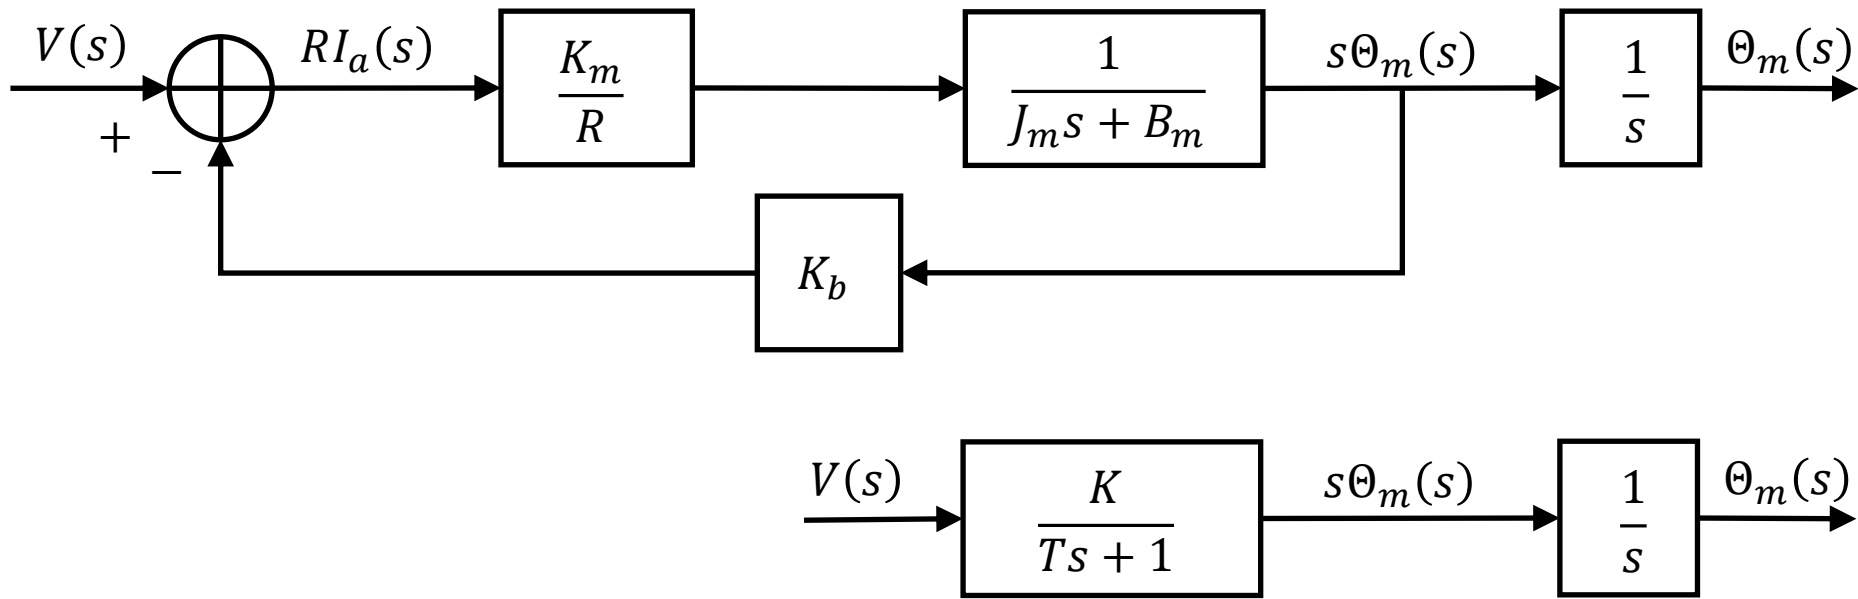 V(s)
+
−
RI_a(s)
K_m/R
1/(J_m s + B_m)
sΘ_m(s)
1/s
Θ_m(s)
K_b
V(s)
K/(Ts + 1)
sΘ_m(s)
1/s
Θ_m(s)